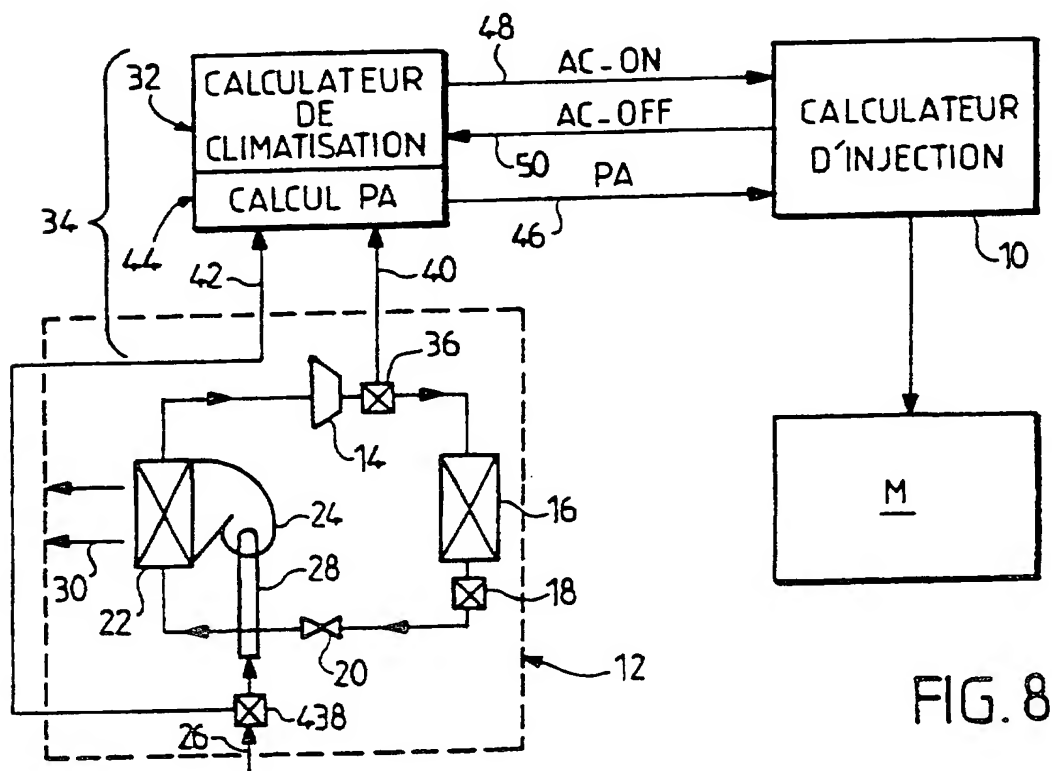 48
AC-ON
32
CALCULATEUR
DE
CLIMATISATION
AC-OFF
50
CALCULATEUR
D'INJECTION
34
44
CALCUL PA
PA
46
10
42
40
36
14
M
24
16
30
28
18
22
20
12
438
26
FIG. 8